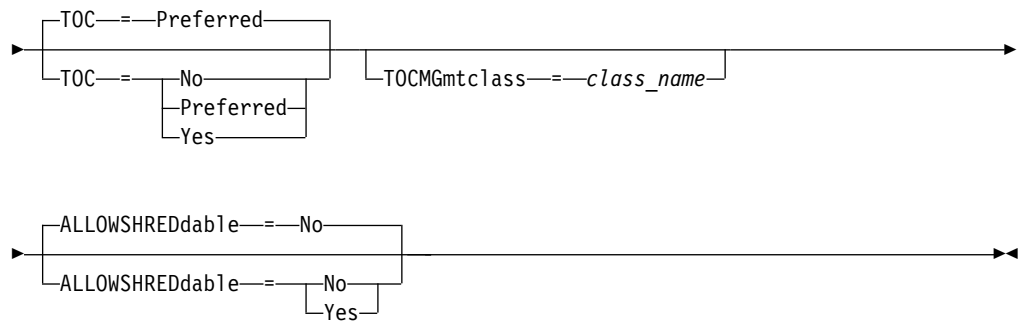 TOC = Preferred
TOC = No
TOCMGmtclass = class_name
Preferred
Yes
ALLOWSHREDdable = No
ALLOWSHREDdable = No
Yes